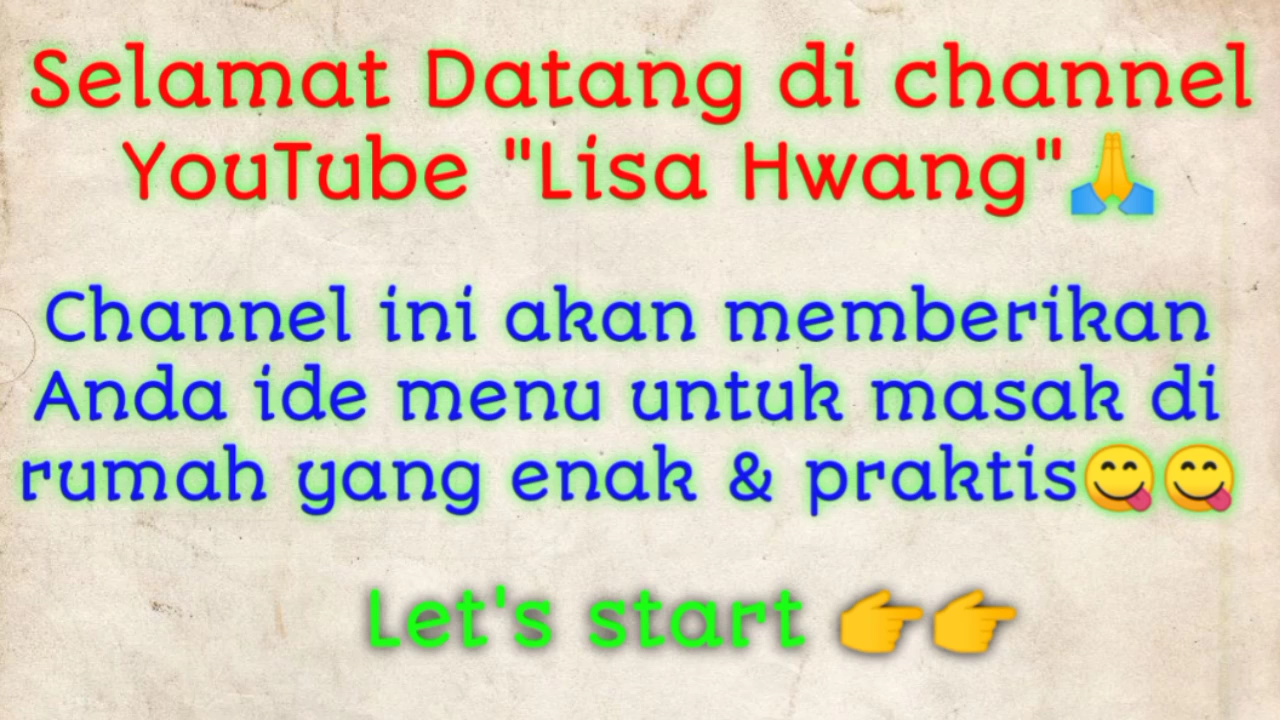 Selamat Datang di channel
YouTube "Lisa Hwang"🙏
Channel ini akan memberikan
Anda ide menu untuk masak di
rumah yang enak & praktis😋😋
Let's start 👉👉